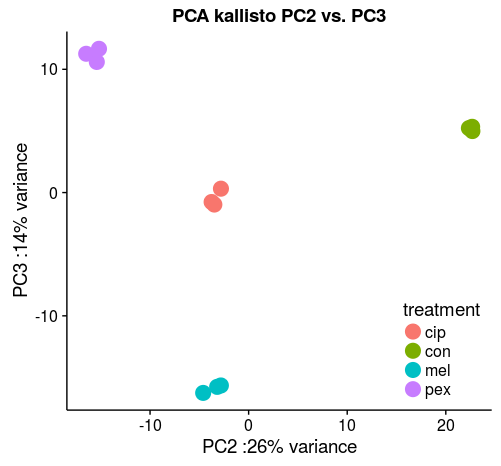 PCA kallisto PC2 vs. PC3
10
0
-10
PC3 :14% variance
-10
0
10
20
PC2 :26% variance
treatment
cip
con
mel
pex